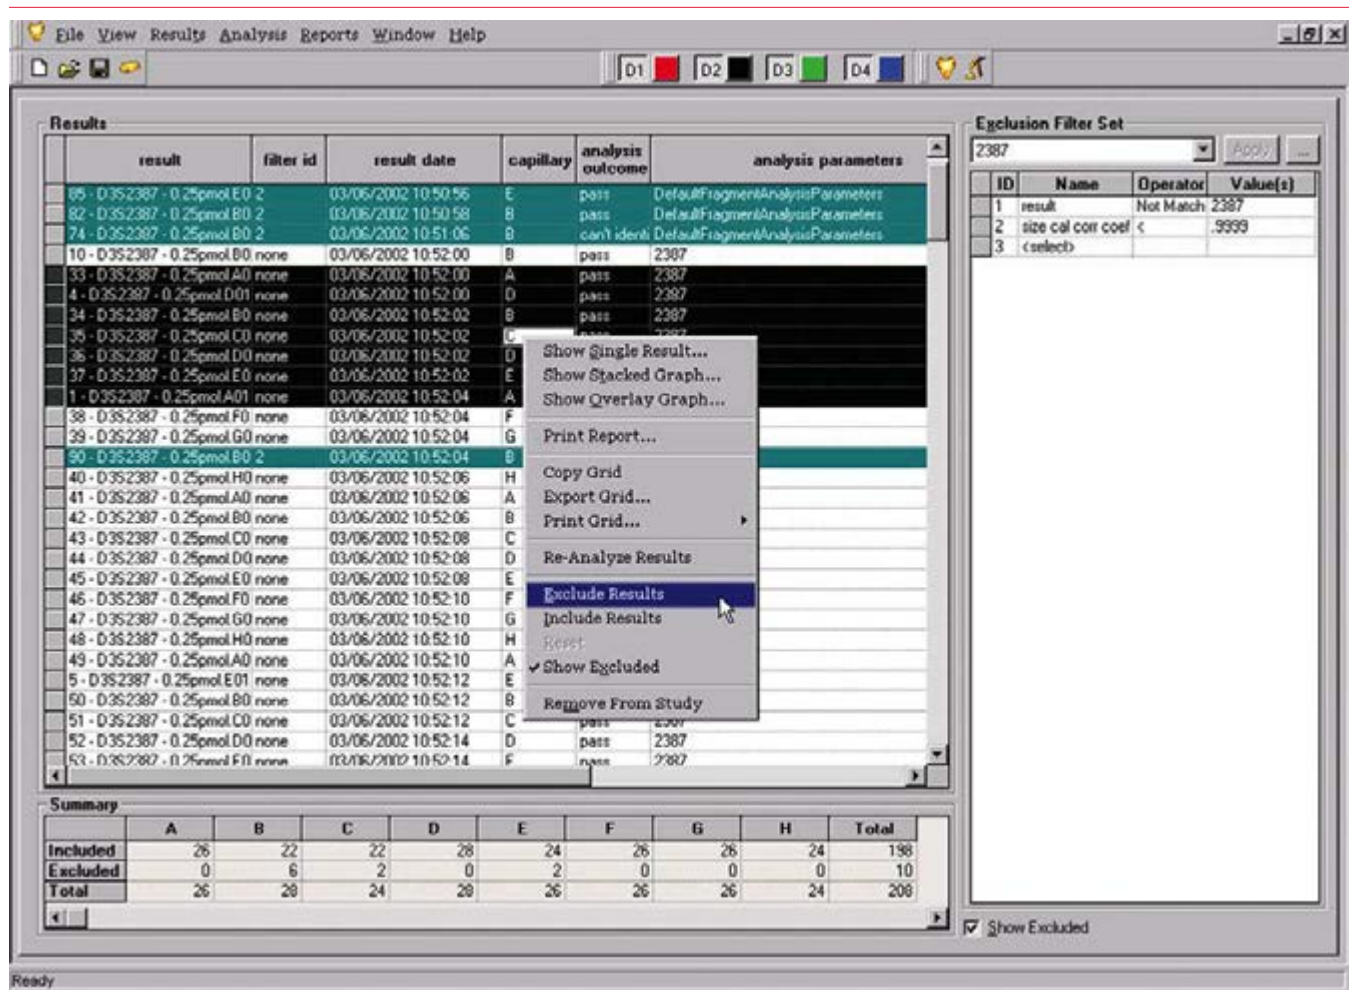 File View Results Analysis Reports Window Help
D1 D2 D3 D4
Results
result filter id result date capillary analysis outcome analysis parameters
85 - D3S2387 - 0.25pmol.E0 2 03/06/2002 10:50:56 E pass DefaultFragmentAnalysisParameters
82 - D3S2387 - 0.25pmol.B0 2 03/06/2002 10:50:58 B pass DefaultFragmentAnalysisParameters
74 - D3S2387 - 0.25pmol.B0 2 03/06/2002 10:51:06 B can't identi DefaultFragmentAnalysisParameters
10 - D3S2387 - 0.25pmol.B0 none 03/06/2002 10:52:00 B pass 2387
33 - D3S2387 - 0.25pmol.A0 none 03/06/2002 10:52:00 A pass 2387
4 - D3S2387 - 0.25pmol.D01 none 03/06/2002 10:52:00 D pass 2387
34 - D3S2387 - 0.25pmol.B0 none 03/06/2002 10:52:02 B pass 2387
35 - D3S2387 - 0.25pmol.C0 none 03/06/2002 10:52:02 C pass 2387
36 - D3S2387 - 0.25pmol.D0 none 03/06/2002 10:52:02 D
37 - D3S2387 - 0.25pmol.E0 none 03/06/2002 10:52:02 E
1 - D3S2387 - 0.25pmol.A01 none 03/06/2002 10:52:04 A
38 - D3S2387 - 0.25pmol.F0 none 03/06/2002 10:52:04 F
39 - D3S2387 - 0.25pmol.G0 none 03/06/2002 10:52:04 G
90 - D3S2387 - 0.25pmol.B0 2 03/06/2002 10:52:04 B
40 - D3S2387 - 0.25pmol.H0 none 03/06/2002 10:52:06 H
41 - D3S2387 - 0.25pmol.A0 none 03/06/2002 10:52:06 A
42 - D3S2387 - 0.25pmol.B0 none 03/06/2002 10:52:06 B
43 - D3S2387 - 0.25pmol.C0 none 03/06/2002 10:52:08 C
44 - D3S2387 - 0.25pmol.D0 none 03/06/2002 10:52:08 D
45 - D3S2387 - 0.25pmol.E0 none 03/06/2002 10:52:08 E
46 - D3S2387 - 0.25pmol.F0 none 03/06/2002 10:52:10 F
47 - D3S2387 - 0.25pmol.G0 none 03/06/2002 10:52:10 G
48 - D3S2387 - 0.25pmol.H0 none 03/06/2002 10:52:10 H
49 - D3S2387 - 0.25pmol.A0 none 03/06/2002 10:52:10 A
5 - D3S2387 - 0.25pmol.E01 none 03/06/2002 10:52:12 E
50 - D3S2387 - 0.25pmol.B0 none 03/06/2002 10:52:12 B
51 - D3S2387 - 0.25pmol.C0 none 03/06/2002 10:52:12 C pass 2387
52 - D3S2387 - 0.25pmol.D0 none 03/06/2002 10:52:14 D pass 2387
53 - D3S2387 - 0.25pmol.E0 none 03/06/2002 10:52:14 E pass 2387
Show Single Result...
Show Stacked Graph...
Show Overlay Graph...
Print Report...
Copy Grid
Export Grid...
Print Grid...
Re-Analyze Results
Exclude Results
Include Results
Reset
Show Excluded
Remove From Study
Exclusion Filter Set
2387 Apply ...
ID Name Operator Value(s)
1 result Not Match 2387
2 size cal corr coef < .9999
3 <select>
Show Excluded
Summary
A B C D E F G H Total
Included 26 22 22 28 24 26 26 24 198
Excluded 0 6 2 0 2 0 0 0 10
Total 26 28 24 28 26 26 26 24 208
Ready